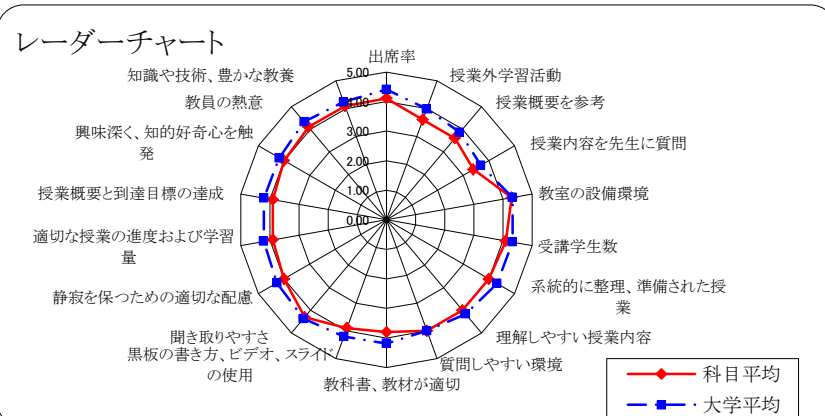 レーダーチャート
出席率
授業外学習活動
授業概要を参考
授業内容を先生に質問
教室の設備環境
受講学生数
系統的に整理、準備された授
業
理解しやすい授業内容
質問しやすい環境
教科書、教材が適切
黒板の書き方、ビデオ、スライド
の使用
聞き取りやすさ
静寂を保つための適切な配慮
適切な授業の進度および学習
量
授業概要と到達目標の達成
興味深く、知的好奇心を触
発
教員の熱意
知識や技術、豊かな教養
5.00
4.00
3.00
2.00
1.00
0.00
科目平均
大学平均